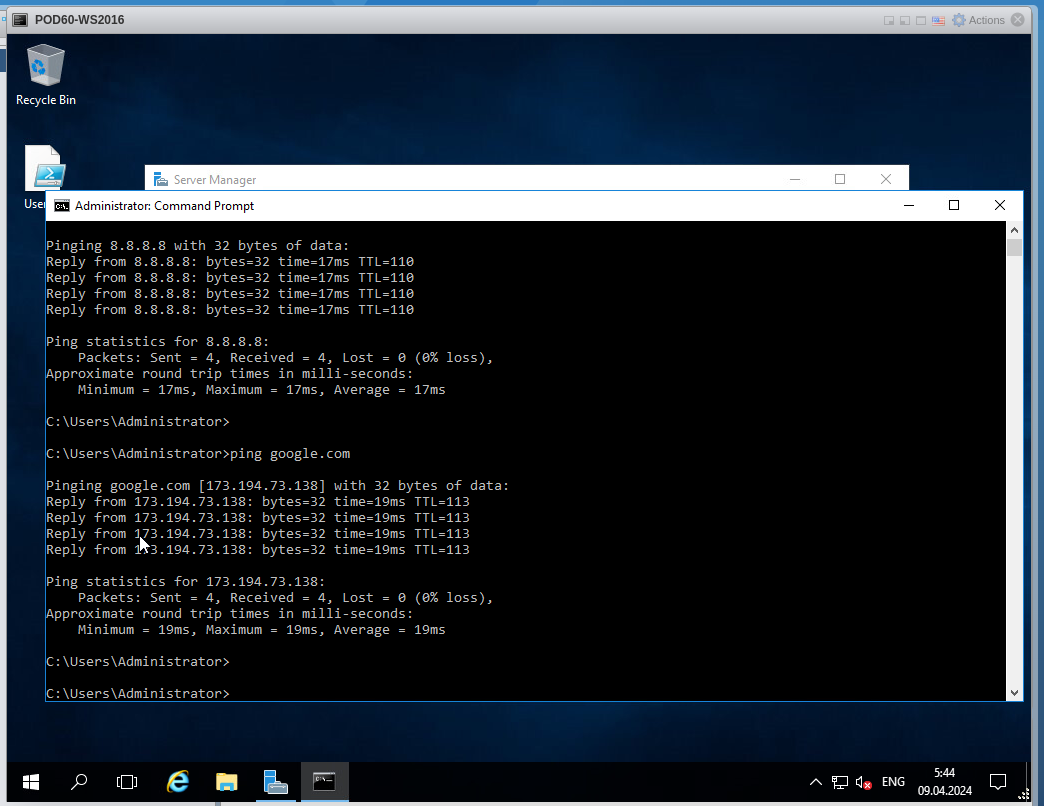 POD60-WS2016
Actions
Recycle Bin
Server Manager
User
Administrator: Command Prompt
Pinging 8.8.8.8 with 32 bytes of data:
Reply from 8.8.8.8: bytes=32 time=17ms TTL=110
Reply from 8.8.8.8: bytes=32 time=17ms TTL=110
Reply from 8.8.8.8: bytes=32 time=17ms TTL=110
Reply from 8.8.8.8: bytes=32 time=17ms TTL=110
Ping statistics for 8.8.8.8:
    Packets: Sent = 4, Received = 4, Lost = 0 (0% loss),
Approximate round trip times in milli-seconds:
    Minimum = 17ms, Maximum = 17ms, Average = 17ms
C:\Users\Administrator>
C:\Users\Administrator>ping google.com
Pinging google.com [173.194.73.138] with 32 bytes of data:
Reply from 173.194.73.138: bytes=32 time=19ms TTL=113
Reply from 173.194.73.138: bytes=32 time=19ms TTL=113
Reply from 173.194.73.138: bytes=32 time=19ms TTL=113
Reply from 173.194.73.138: bytes=32 time=19ms TTL=113
Ping statistics for 173.194.73.138:
    Packets: Sent = 4, Received = 4, Lost = 0 (0% loss),
Approximate round trip times in milli-seconds:
    Minimum = 19ms, Maximum = 19ms, Average = 19ms
C:\Users\Administrator>
C:\Users\Administrator>
ENG
5:44
09.04.2024